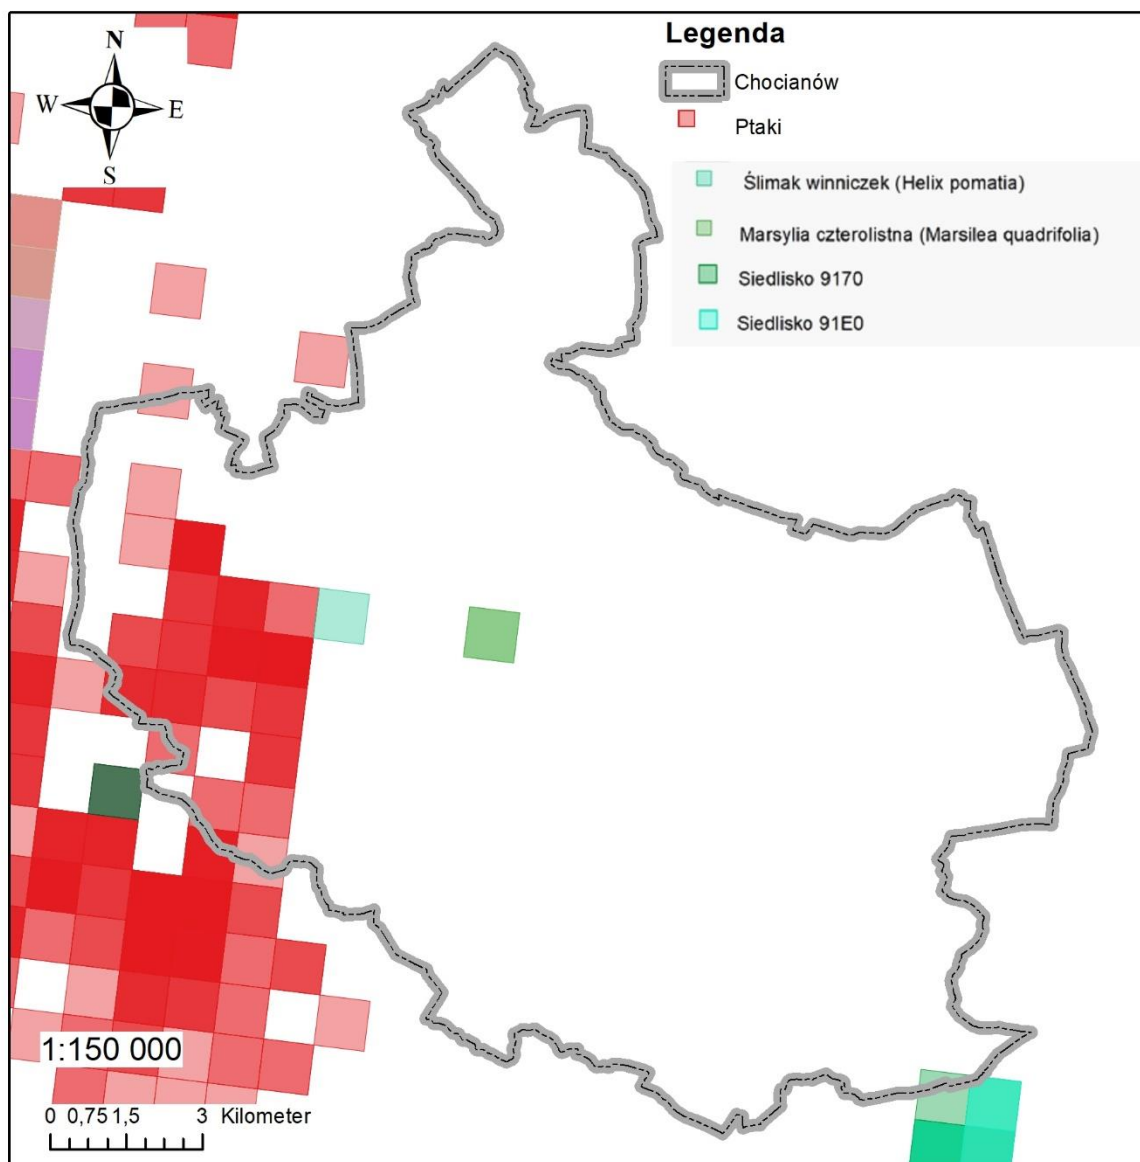 N
W E
S
Legenda
Chocianów
Ptaki
Ślimak winniczek (Helix pomatia)
Marsylia czterolistna (Marsilea quadrifolia)
Siedlisko 9170
Siedlisko 91E0
1:150 000
0 0,75 1,5 3 Kilometer